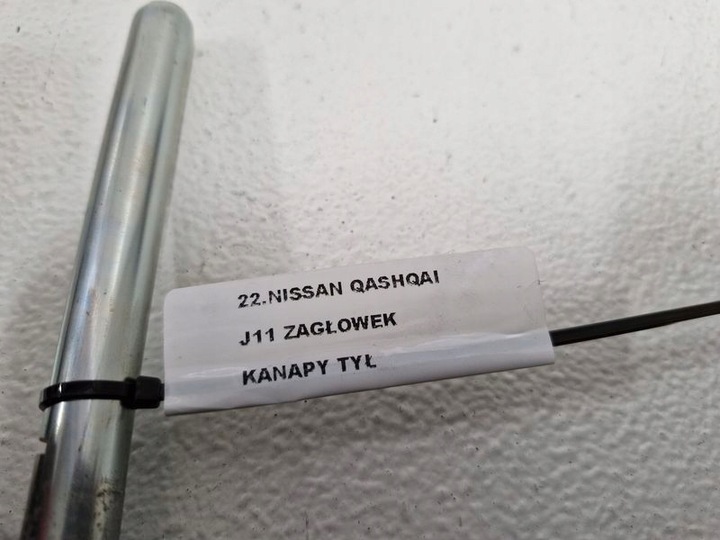 22.NISSAN QASHQAI
J11 ZAGŁOWEK
KANAPY TYŁ